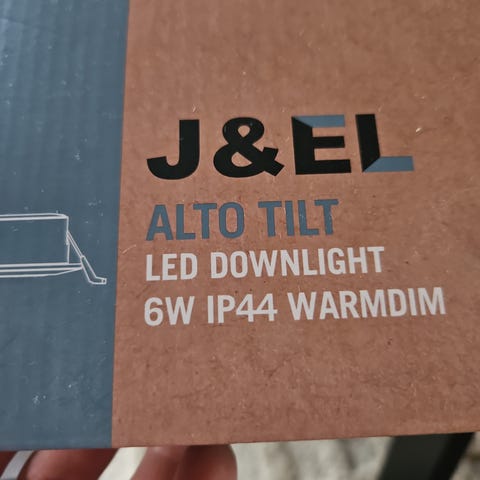 J&EL
ALTO TILT
LED DOWNLIGHT
6W IP44 WARMDIM